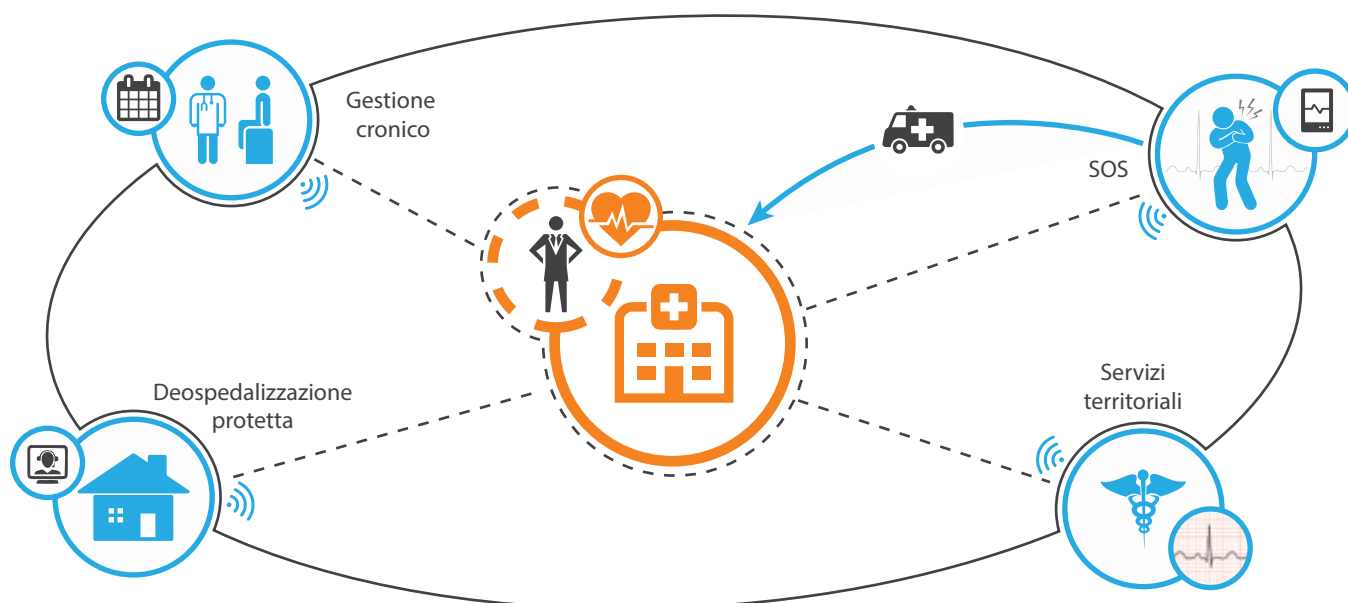 Gestione
cronico
SOS
Deospedalizzazione
protetta
Servizi
territoriali